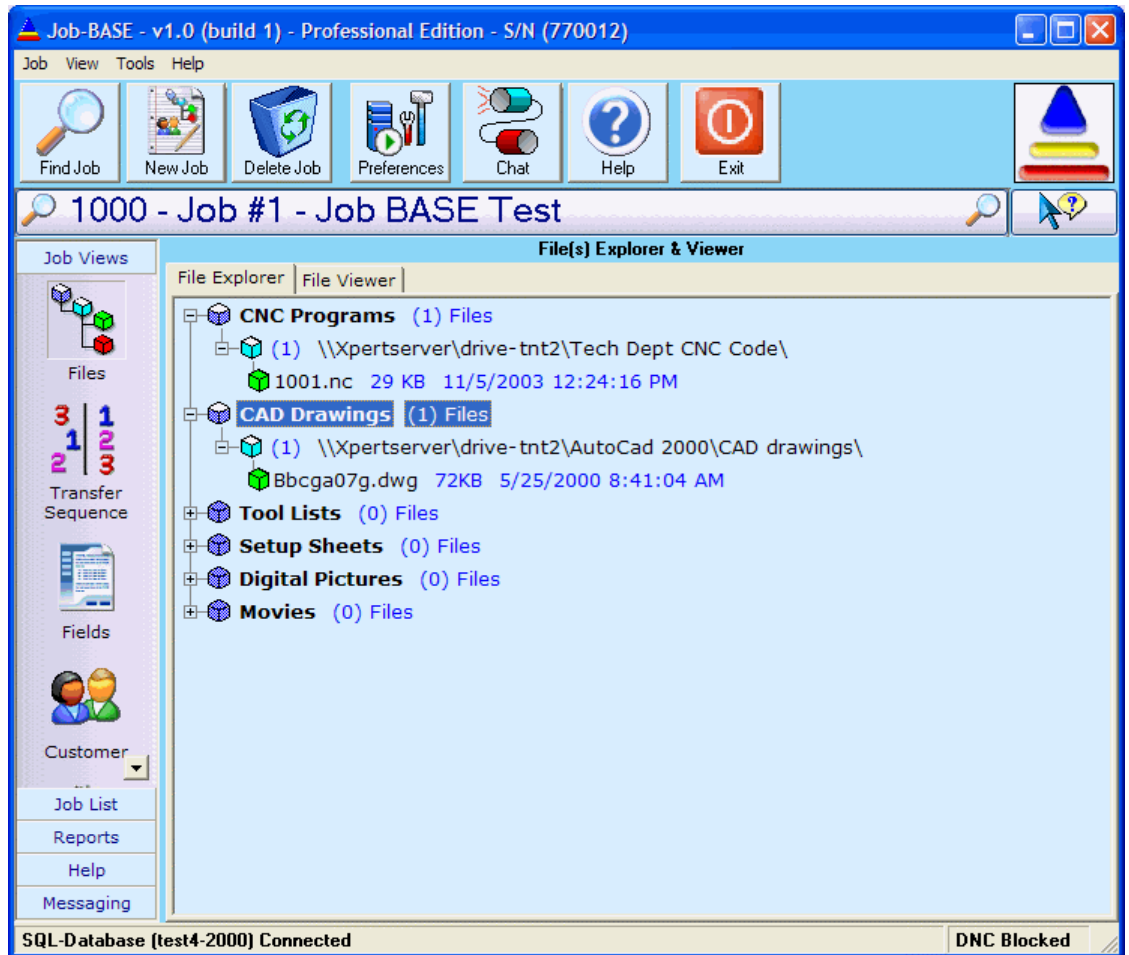 Job-BASE - v1.0 (build 1) - Professional Edition - S/N (770012)
Job View Tools Help
Find Job New Job Delete Job Preferences Chat Help Exit
1000 - Job #1 - Job BASE Test
Job Views
File(s) Explorer & Viewer
File Explorer File Viewer
CNC Programs (1) Files
(1) \\Xpertserver\drive-tnt2\Tech Dept CNC Code\
1001.nc 29 KB 11/5/2003 12:24:16 PM
CAD Drawings (1) Files
(1) \\Xpertserver\drive-tnt2\AutoCad 2000\CAD drawings\
Bbcga07g.dwg 72KB 5/25/2000 8:41:04 AM
Tool Lists (0) Files
Setup Sheets (0) Files
Digital Pictures (0) Files
Movies (0) Files
Files
3 1
1 2
2 3
Transfer
Sequence
Fields
Customer
Job List
Reports
Help
Messaging
SQL-Database (test4-2000) Connected
DNC Blocked